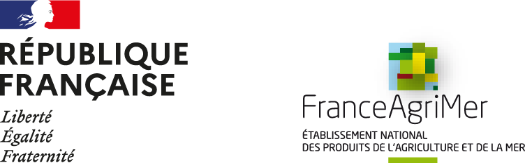 RÉPUBLIQUE
FRANÇAISE
Liberté
Égalité
Fraternité
FranceAgriMer
ÉTABLISSEMENT NATIONAL
DES PRODUITS DE L'AGRICULTURE ET DE LA MER